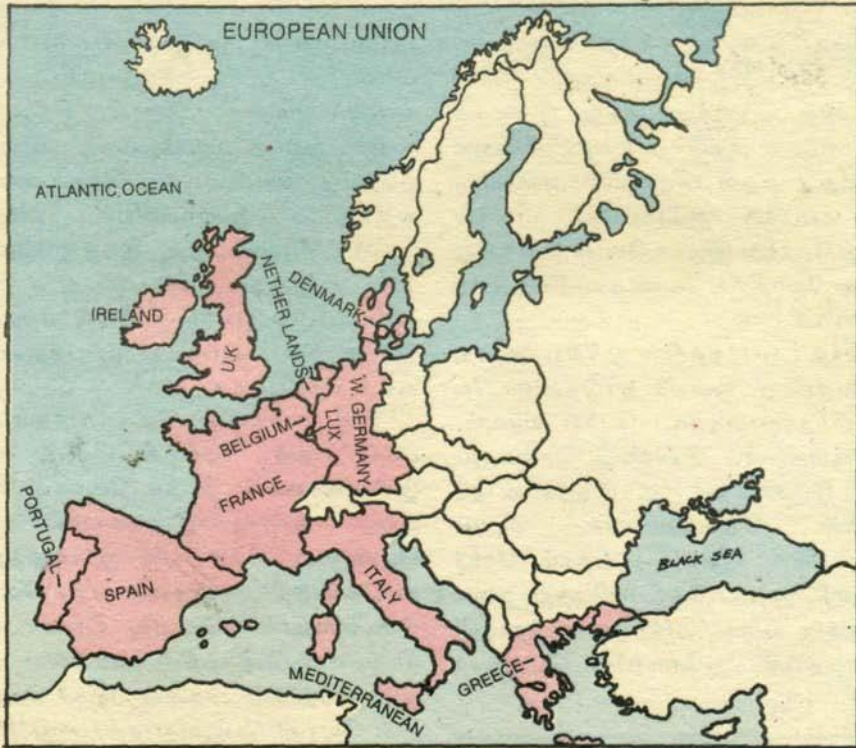 EUROPEAN UNION
ATLANTIC OCEAN
IRELAND
U.K
NETHER LANDS
DENMARK
BELGIUM
LUX
W. GERMANY
FRANCE
PORTUGAL
SPAIN
ITALY
BLACK SEA
GREECE
MEDITERRANEAN